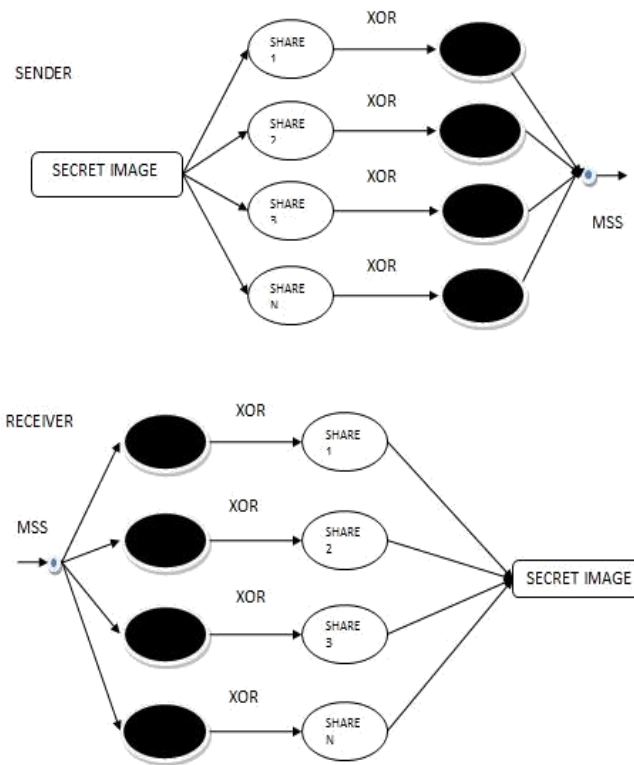 SENDER
SECRET IMAGE
SHARE
1
XOR
SHARE
2
XOR
SHARE
3
XOR
SHARE
N
XOR
MSS
RECEIVER
MSS
XOR
SHARE
1
XOR
SHARE
2
XOR
SHARE
3
XOR
SHARE
N
SECRET IMAGE